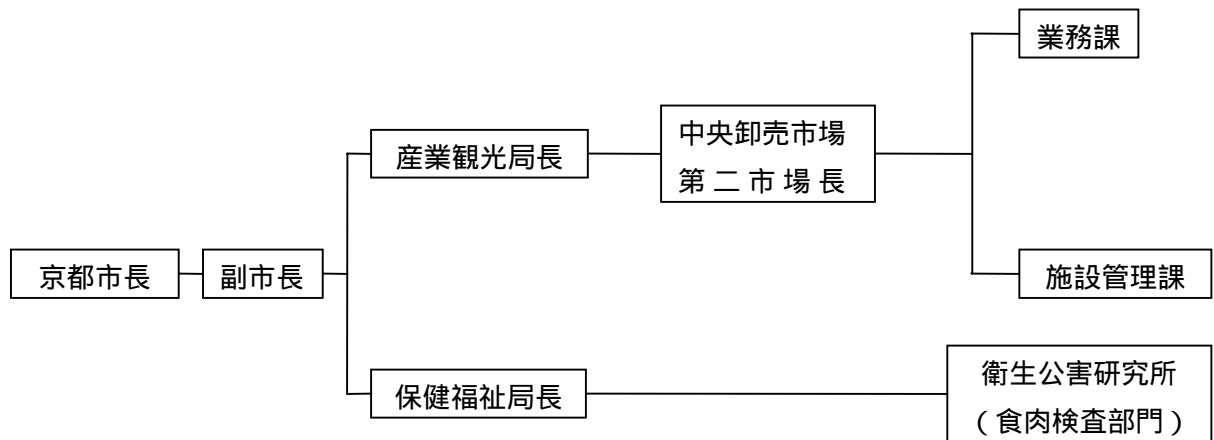 業務課
産業観光局長
中央卸売市場
第二市場長
京都市長
副市長
施設管理課
保健福祉局長
衛生公害研究所
(食肉検査部門)